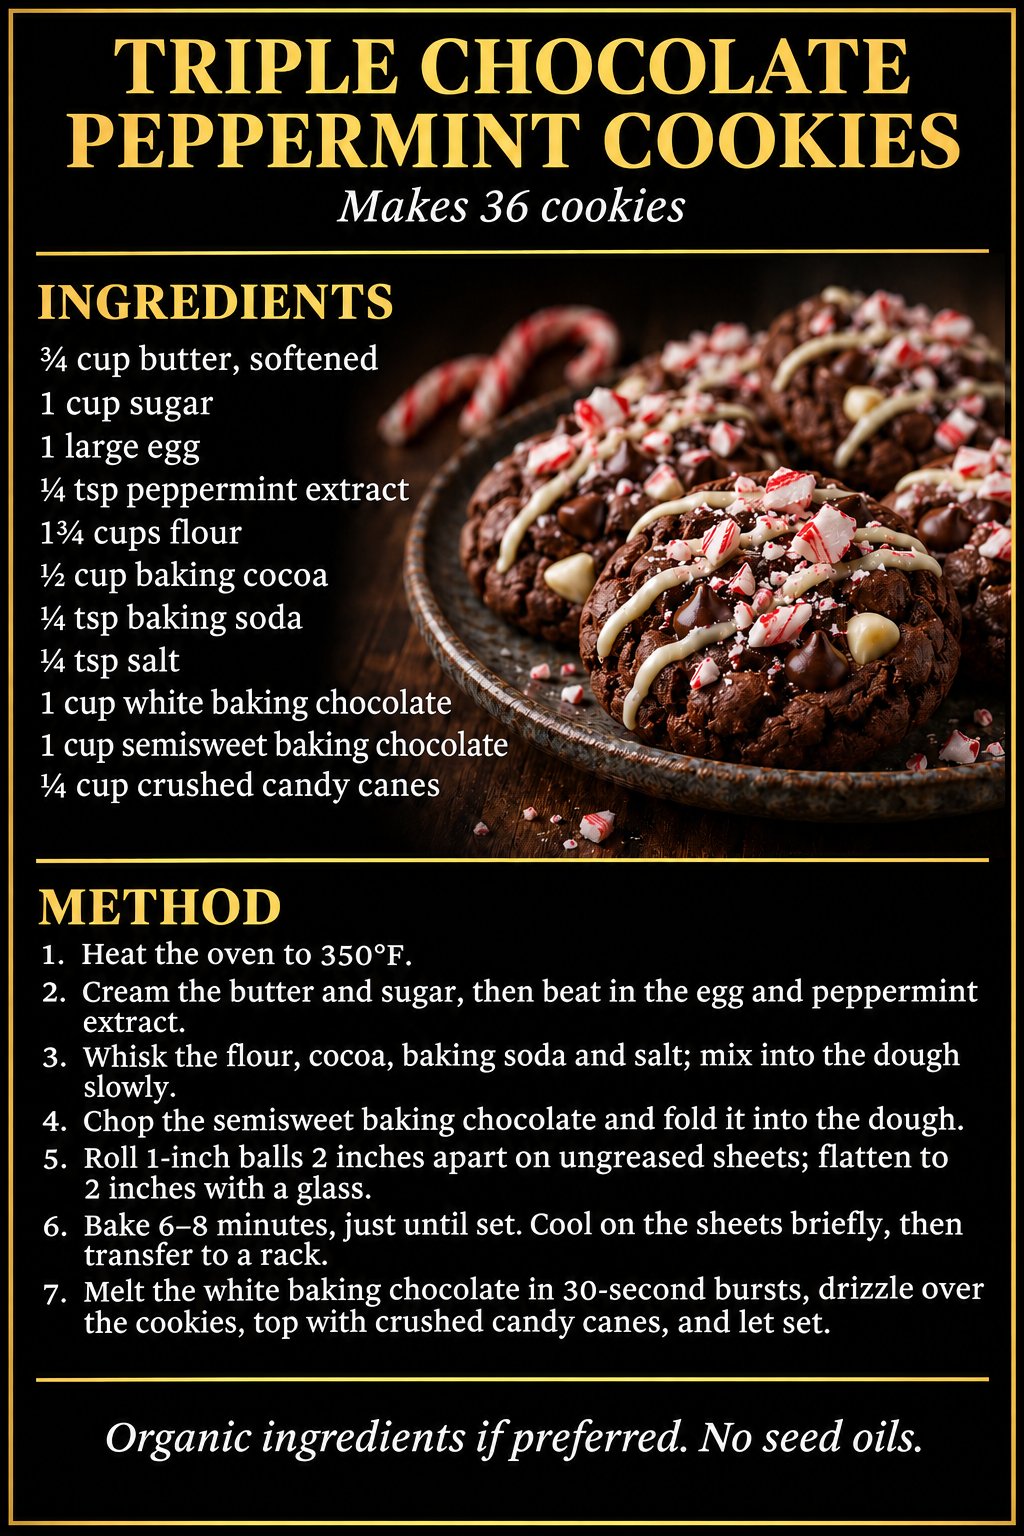 TRIPLE CHOCOLATE
PEPPERMINT COOKIES
Makes 36 cookies
INGREDIENTS
¾ cup butter, softened
1 cup sugar
1 large egg
¼ tsp peppermint extract
1¾ cups flour
½ cup baking cocoa
¼ tsp baking soda
¼ tsp salt
1 cup white baking chocolate
1 cup semisweet baking chocolate
¼ cup crushed candy canes
METHOD
1. Heat the oven to 350°F.
2. Cream the butter and sugar, then beat in the egg and peppermint
extract.
3. Whisk the flour, cocoa, baking soda and salt; mix into the dough
slowly.
4. Chop the semisweet baking chocolate and fold it into the dough.
5. Roll 1-inch balls 2 inches apart on ungreased sheets; flatten to
2 inches with a glass.
6. Bake 6–8 minutes, just until set. Cool on the sheets briefly, then
transfer to a rack.
7. Melt the white baking chocolate in 30-second bursts, drizzle over
the cookies, top with crushed candy canes, and let set.
Organic ingredients if preferred. No seed oils.